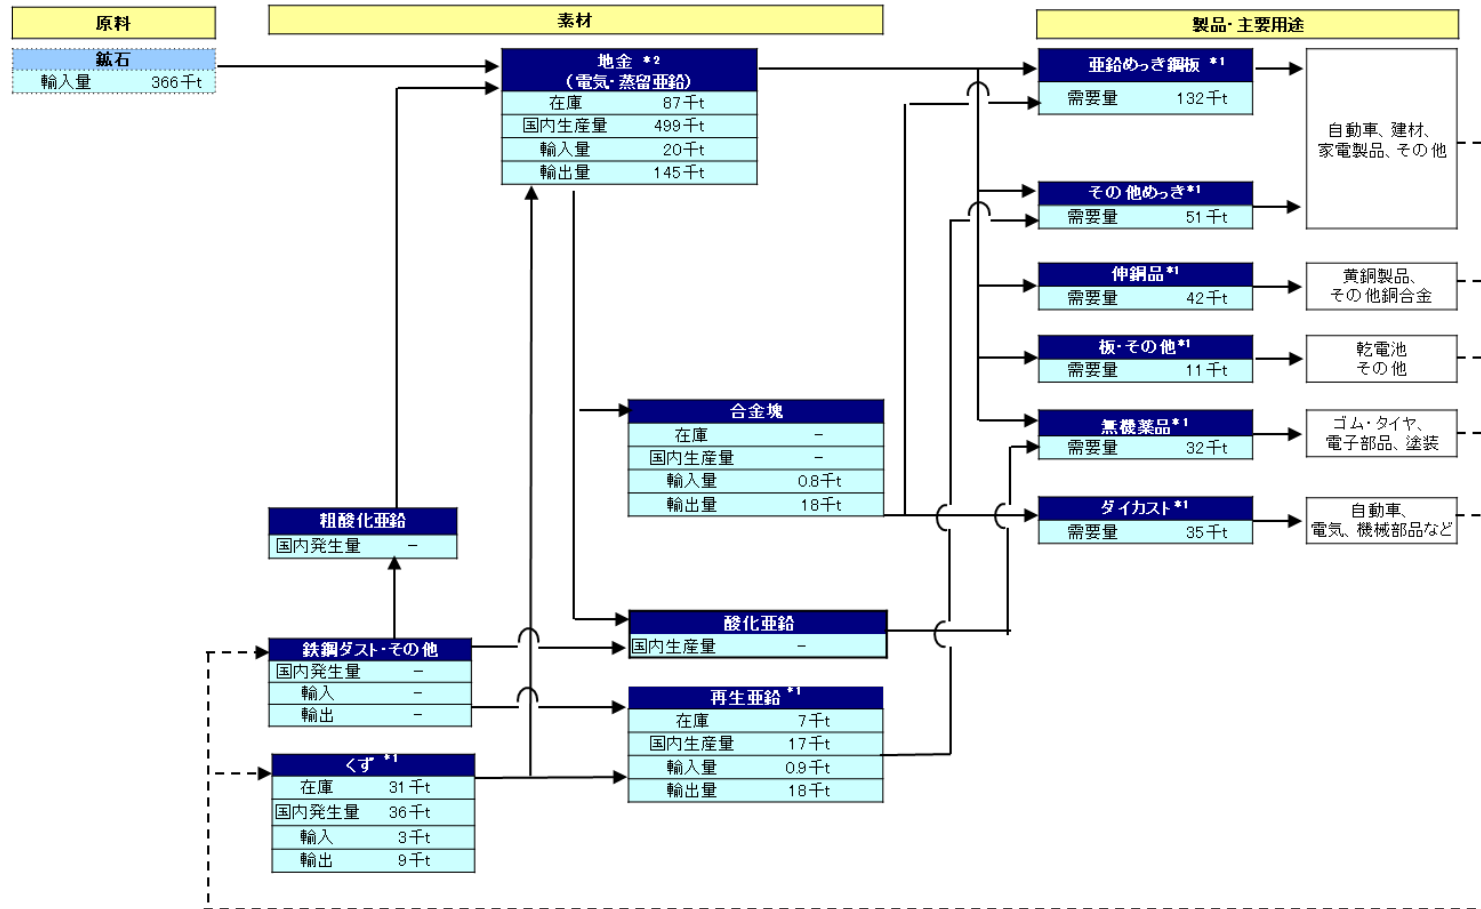 原料
素材
製品・主要用途
鉱石
輸入量 366千t
地金 *2
(電気・蒸留亜鉛)
在庫 87千t
国内生産量 499千t
輸入量 20千t
輸出量 145千t
亜鉛めっき鋼板 *1
需要量 132千t
自動車、建材、
家電製品、その他
その他めっき*1
需要量 51千t
伸銅品*1
需要量 42千t
黄銅製品、
その他銅合金
板・その他*1
需要量 11千t
乾電池
その他
合金塊
在庫 －
国内生産量 －
輸入量 0.8千t
輸出量 18千t
無機薬品*1
需要量 32千t
ゴム・タイヤ、
電子部品、塗装
ダイカスト*1
需要量 35千t
自動車、
電気、機械部品など
粗酸化亜鉛
国内発生量 －
酸化亜鉛
国内生産量 －
鉄鋼ダスト・その他
国内発生量 －
輸入 －
輸出 －
再生亜鉛 *1
在庫 7千t
国内生産量 17千t
輸入量 0.9千t
輸出量 18千t
くず *1
在庫 31千t
国内発生量 36千t
輸入 3千t
輸出 9千t